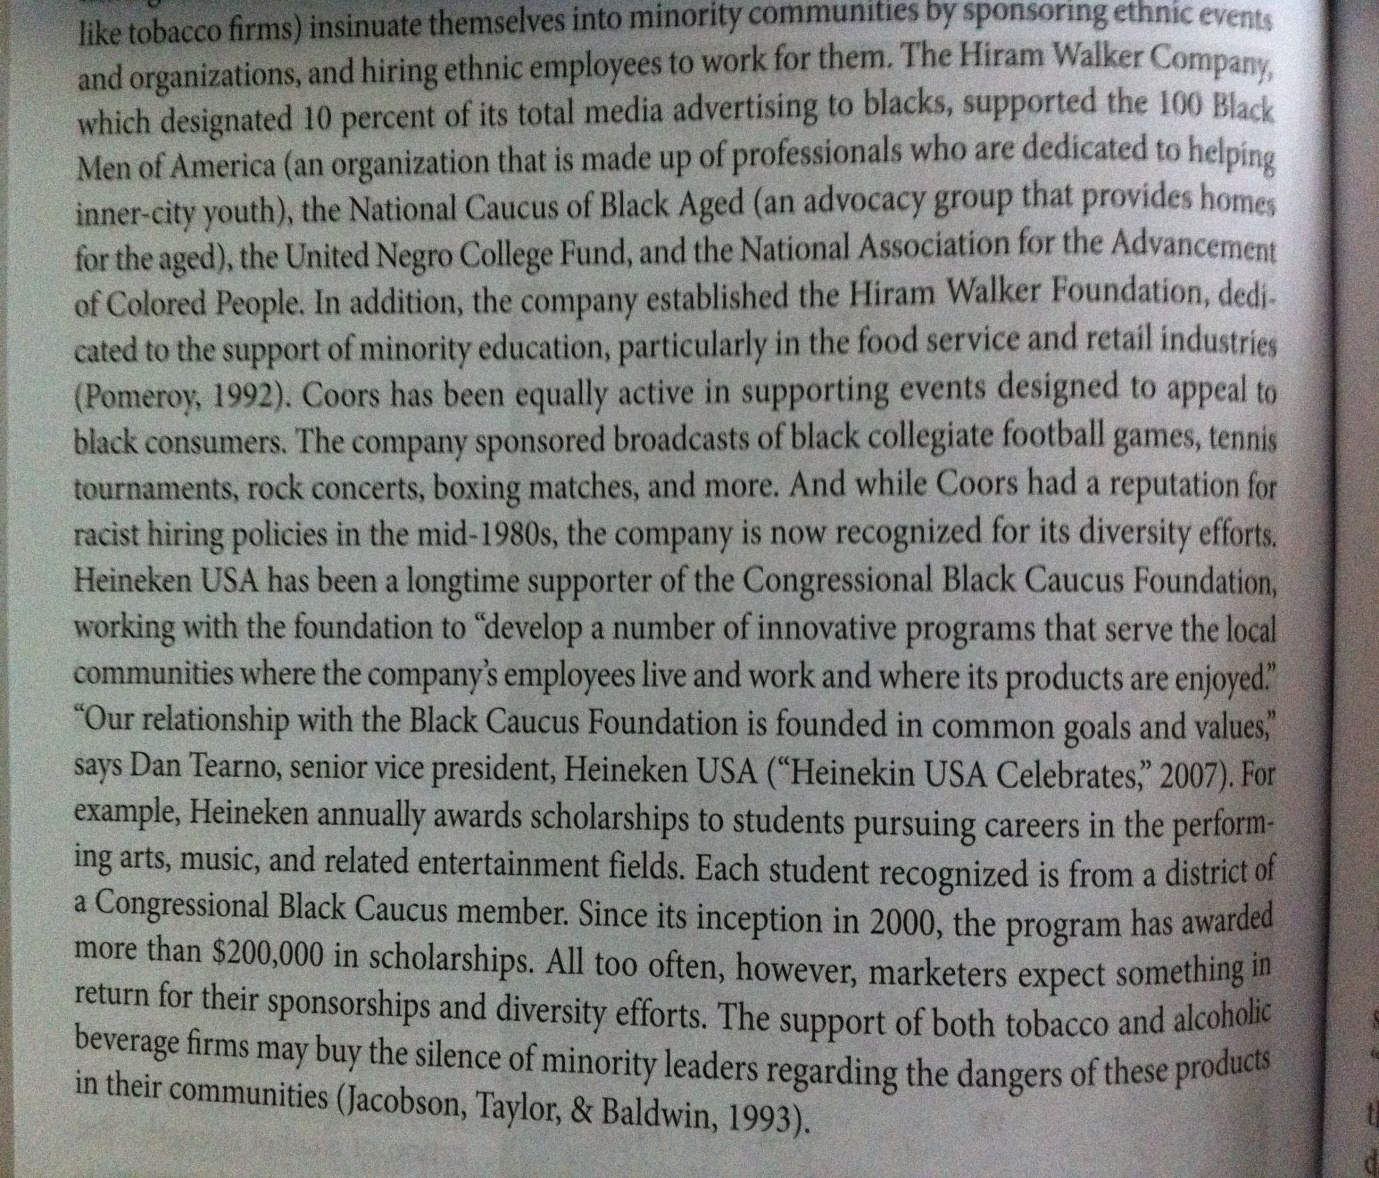 like tobacco firms) insinuate themselves into minority communities by sponsoring ethnic events
and organizations, and hiring ethnic employees to work for them. The Hiram Walker Company,
which designated 10 percent of its total media advertising to blacks, supported the 100 Black
Men of America (an organization that is made up of professionals who are dedicated to helping
inner-city youth), the National Caucus of Black Aged (an advocacy group that provides homes
for the aged), the United Negro College Fund, and the National Association for the Advancement
of Colored People. In addition, the company established the Hiram Walker Foundation, dedi-
cated to the support of minority education, particularly in the food service and retail industries
(Pomeroy, 1992). Coors has been equally active in supporting events designed to appeal to
black consumers. The company sponsored broadcasts of black collegiate football games, tennis
tournaments, rock concerts, boxing matches, and more. And while Coors had a reputation for
racist hiring policies in the mid-1980s, the company is now recognized for its diversity efforts.
Heineken USA has been a longtime supporter of the Congressional Black Caucus Foundation,
working with the foundation to “develop a number of innovative programs that serve the local
communities where the company’s employees live and work and where its products are enjoyed.”
“Our relationship with the Black Caucus Foundation is founded in common goals and values,”
says Dan Tearno, senior vice president, Heineken USA (“Heinekin USA Celebrates,” 2007). For
example, Heineken annually awards scholarships to students pursuing careers in the perform-
ing arts, music, and related entertainment fields. Each student recognized is from a district of
a Congressional Black Caucus member. Since its inception in 2000, the program has awarded
more than $200,000 in scholarships. All too often, however, marketers expect something in
return for their sponsorships and diversity efforts. The support of both tobacco and alcoholic
beverage firms may buy the silence of minority leaders regarding the dangers of these products
in their communities (Jacobson, Taylor, & Baldwin, 1993).